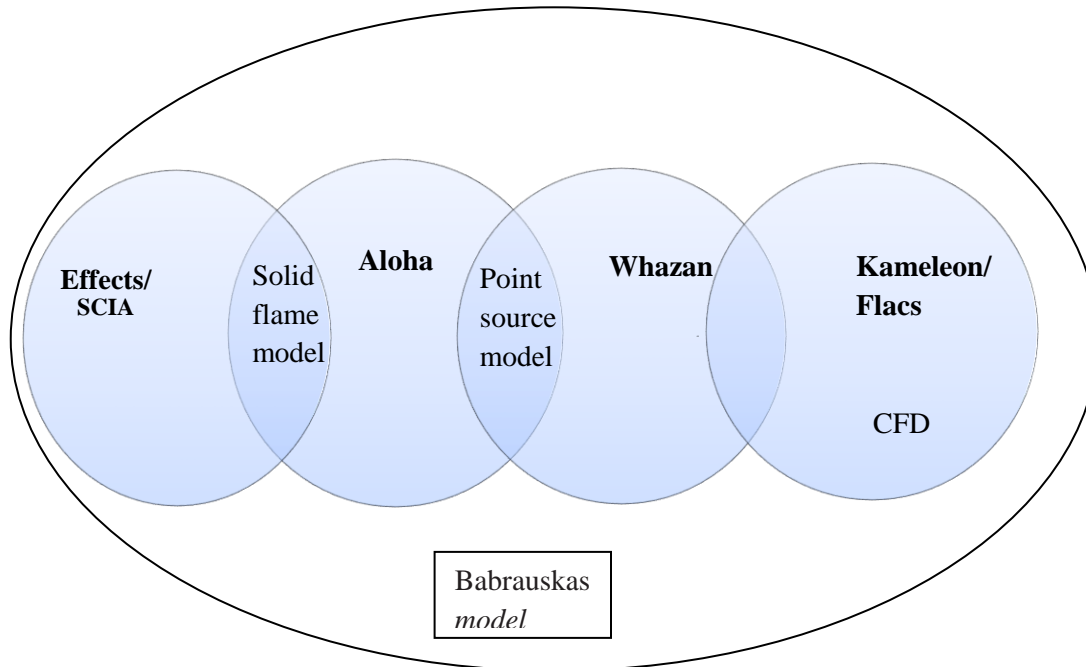 Effects/
SCIA
Solid
flame
model
Aloha
Point
source
model
Whazan
Kameleon/
Flacs
CFD
Babrauskas
model